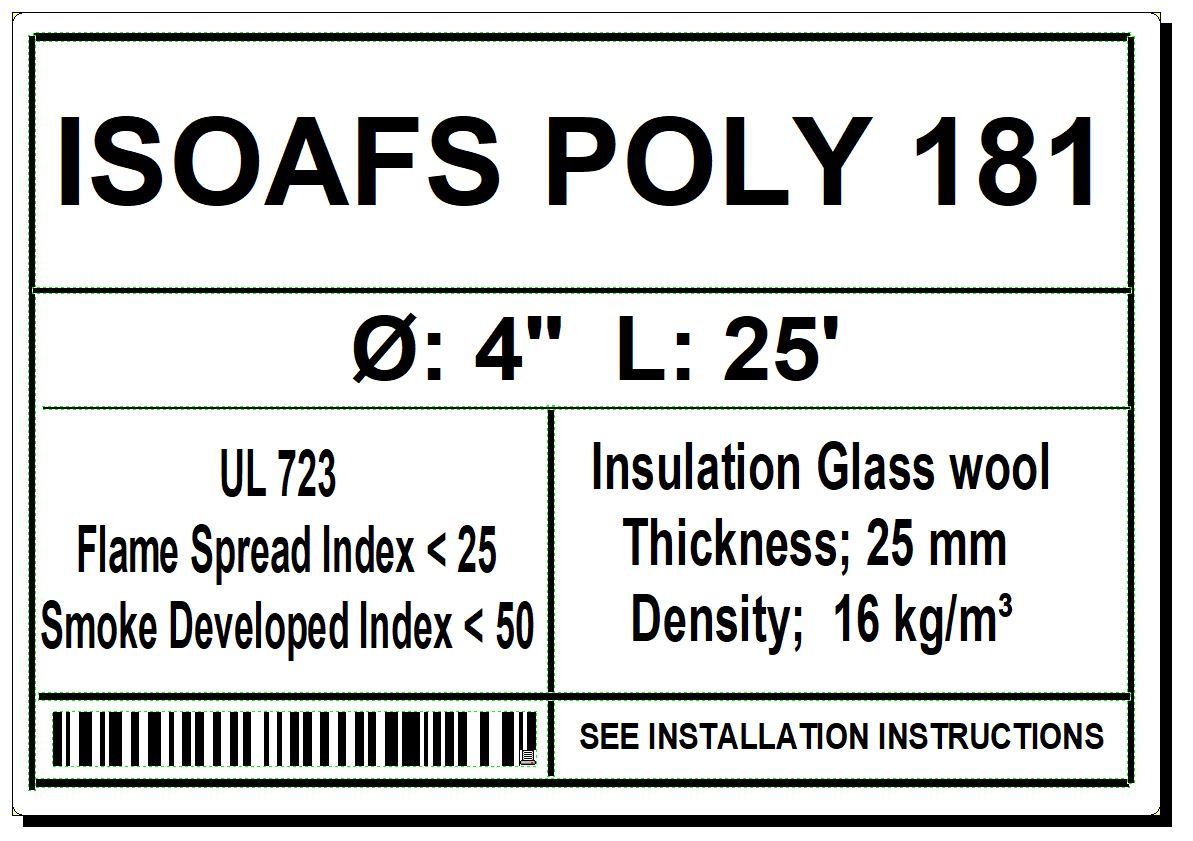 ISOAFS POLY 181
Ø: 4" L: 25'
UL 723
Flame Spread Index < 25
Smoke Developed Index < 50
Insulation Glass wool
Thickness; 25 mm
Density; 16 kg/m³
SEE INSTALLATION INSTRUCTIONS